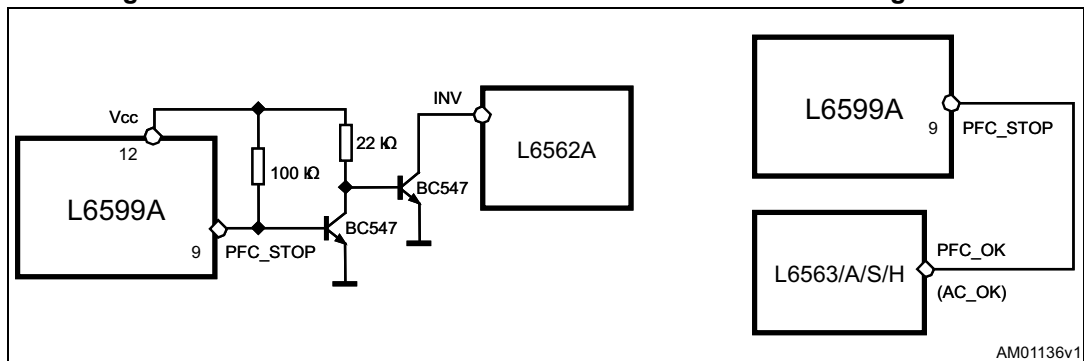 Vcc
12
100 kΩ
22 kΩ
INV
L6562A
BC547
BC547
L6599A
9
PFC_STOP
L6599A
9
PFC_STOP
PFC_OK
L6563/A/S/H
(AC_OK)
AM01136v1